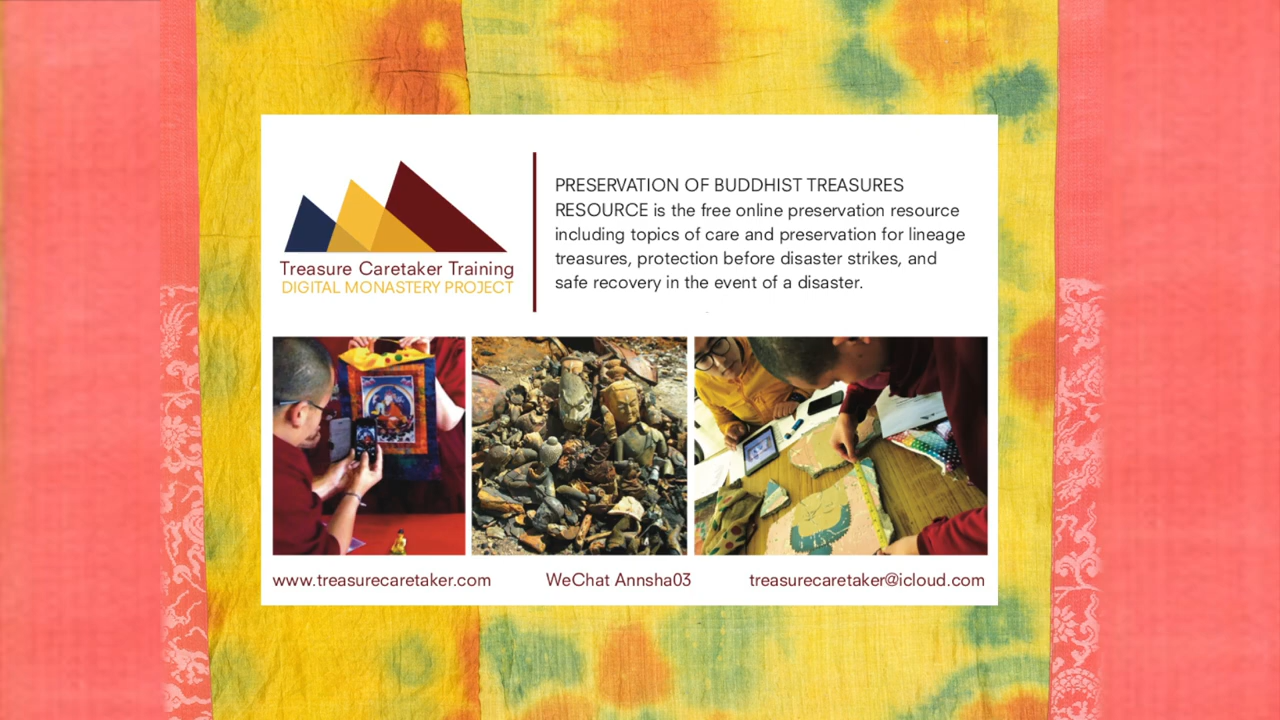 Treasure Caretaker Training
DIGITAL MONASTERY PROJECT
PRESERVATION OF BUDDHIST TREASURES
RESOURCE is the free online preservation resource
including topics of care and preservation for lineage
treasures, protection before disaster strikes, and
safe recovery in the event of a disaster.
www.treasurecaretaker.com
WeChat Annsha03
treasurecaretaker@icloud.com